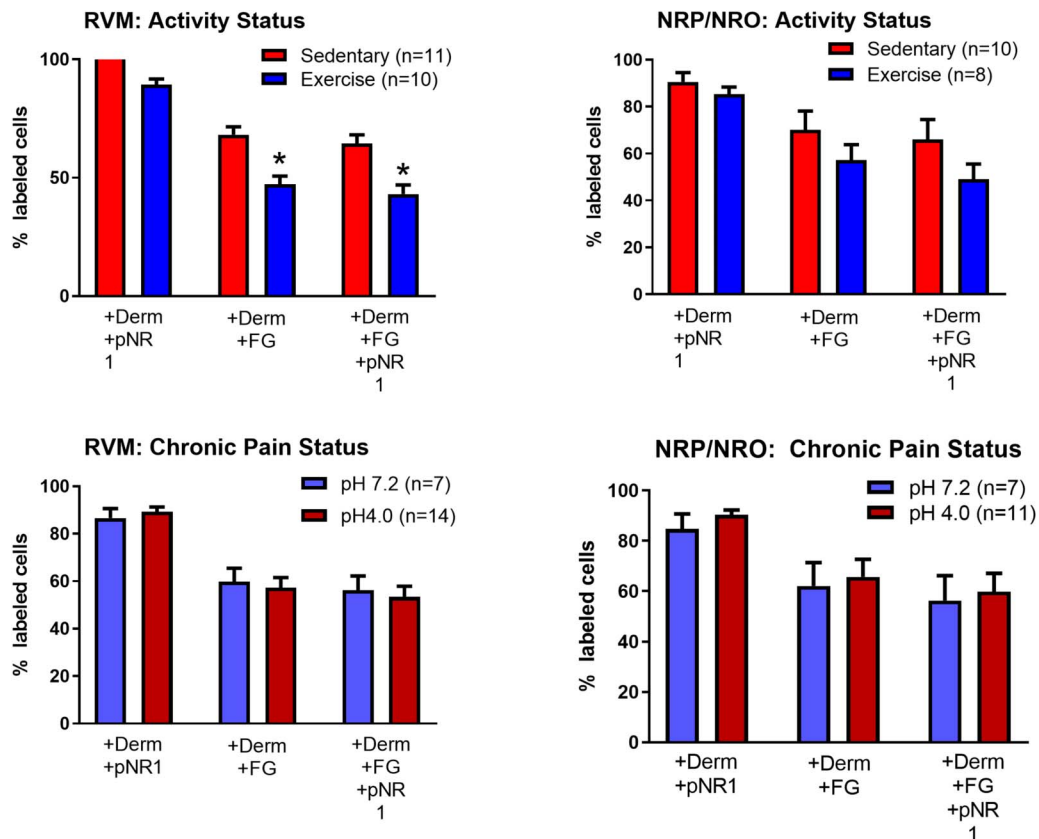 RVM: Activity Status
Sedentary (n=11)
Exercise (n=10)
% labeled cells
100
50
0
*
*
+Derm
+pNR
1
+Derm
+FG
+Derm
+FG
+pNR
1
NRP/NRO: Activity Status
Sedentary (n=10)
Exercise (n=8)
% labeled cells
100
80
60
40
20
0
+Derm
+pNR
1
+Derm
+FG
+Derm
+FG
+pNR
1
RVM: Chronic Pain Status
pH 7.2 (n=7)
pH4.0 (n=14)
% labeled cells
100
80
60
40
20
0
+Derm
+pNR1
+Derm
+FG
+Derm
+FG
+pNR
1
NRP/NRO: Chronic Pain Status
pH 7.2 (n=7)
pH 4.0 (n=11)
% labeled cells
100
80
60
40
20
0
+Derm
+pNR1
+Derm
+FG
+Derm
+FG
+pNR
1